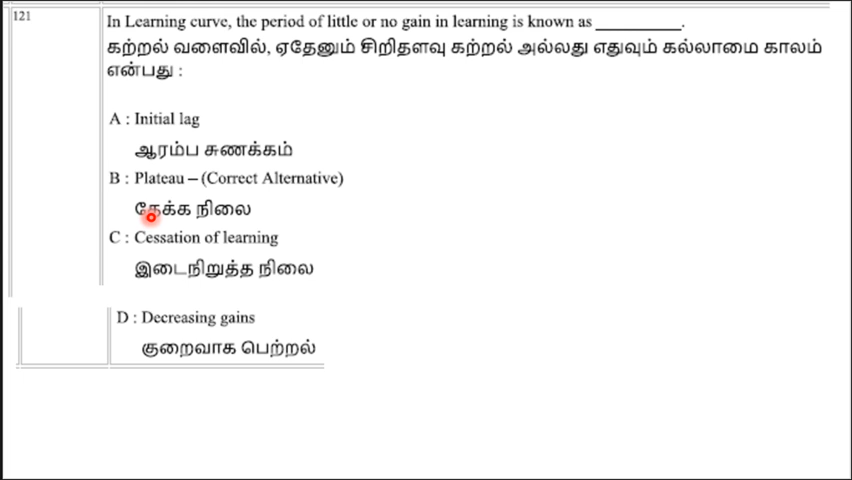 121
In Learning curve, the period of little or no gain in learning is known as __________.
கற்றல் வளைவில், ஏதேனும் சிறிதளவு கற்றல் அல்லது எதுவும் கல்லாமை காலம்
என்பது :
A : Initial lag
ஆரம்ப சுணக்கம்
B : Plateau – (Correct Alternative)
தேக்க நிலை
C : Cessation of learning
இடைநிறுத்த நிலை
D : Decreasing gains
குறைவாக பெற்றல்